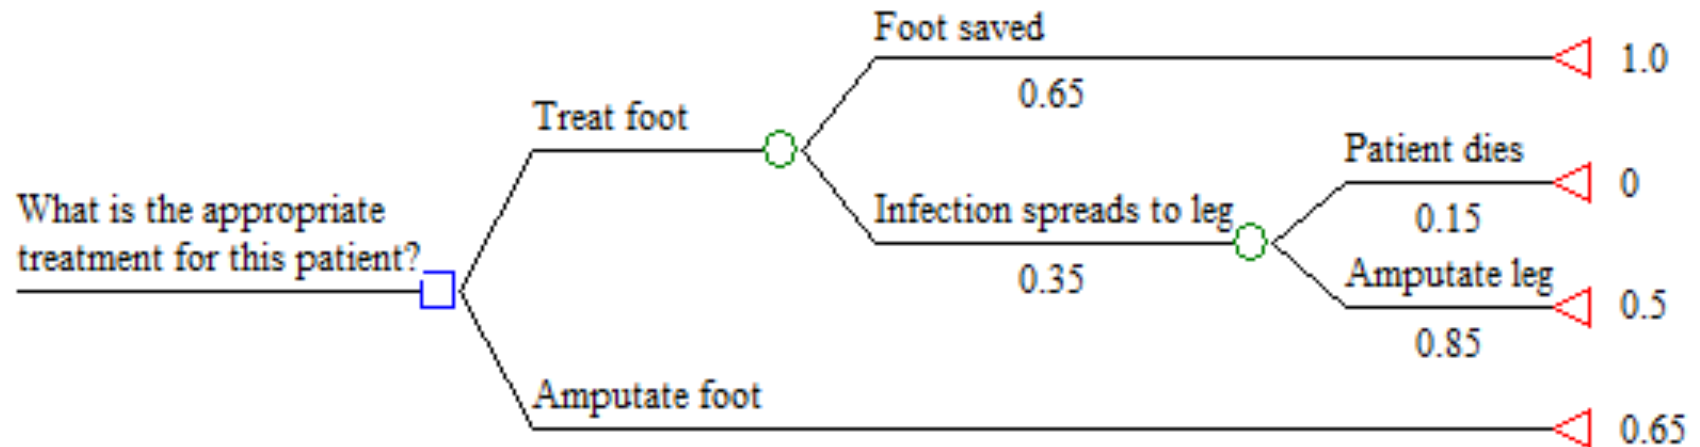 Foot saved
1.0
0.65
Treat foot
Patient dies
0
What is the appropriate
Infection spreads to leg
0.15
treatment for this patient?
0.35
Amputate leg
0.5
0.85
Amputate foot
0.65